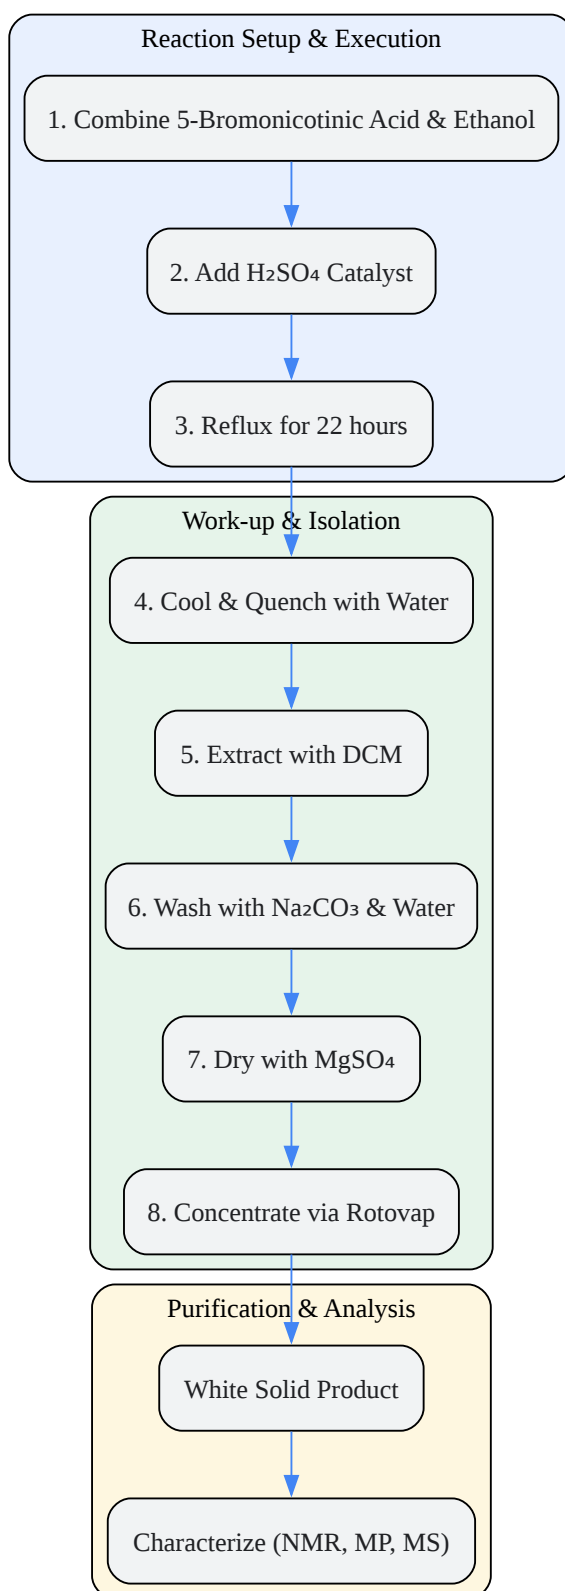 Reaction Setup & Execution
1. Combine 5-Bromonicotinic Acid & Ethanol
2. Add H₂SO₄ Catalyst
3. Reflux for 22 hours
Work-up & Isolation
4. Cool & Quench with Water
5. Extract with DCM
6. Wash with Na₂CO₃ & Water
7. Dry with MgSO₄
8. Concentrate via Rotovap
Purification & Analysis
White Solid Product
Characterize (NMR, MP, MS)